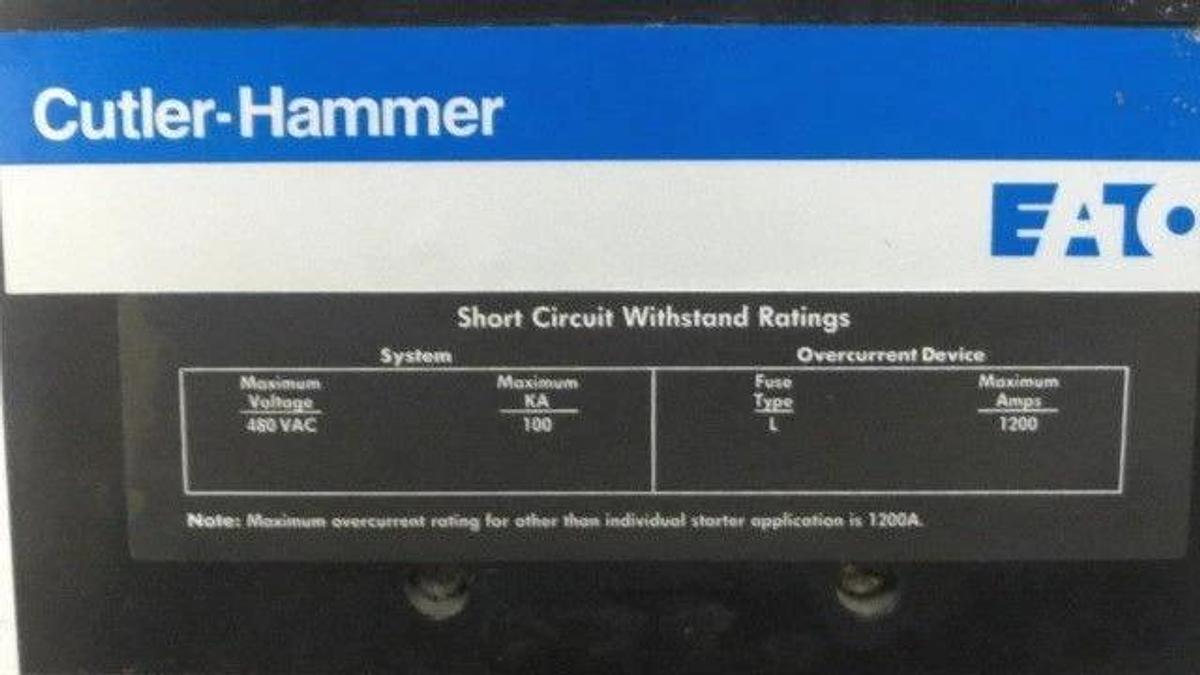 Cutler-Hammer
EATO
Short Circuit Withstand Ratings
System Overcurrent Device
Maximum Maximum Fuse Maximum
Voltage KA Type Amps
480 VAC 100 L 1200
Note: Maximum overcurrent rating for other than individual starter application is 1200A.